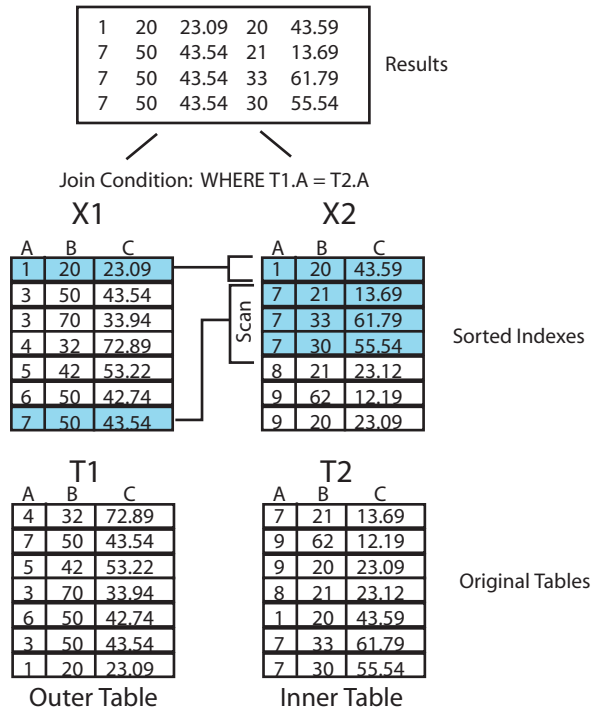 1 20 23.09 20 43.59
7 50 43.54 21 13.69
7 50 43.54 33 61.79
7 50 43.54 30 55.54
Results
Join Condition: WHERE T1.A = T2.A
X1
A B C
1 20 23.09
3 50 43.54
3 70 33.94
4 32 72.89
5 42 53.22
6 50 42.74
7 50 43.54
Scan
X2
A B C
1 20 43.59
7 21 13.69
7 33 61.79
7 30 55.54
8 21 23.12
9 62 12.19
9 20 23.09
Sorted Indexes
T1
A B C
4 32 72.89
7 50 43.54
5 42 53.22
3 70 33.94
6 50 42.74
3 50 43.54
1 20 23.09
Outer Table
T2
A B C
7 21 13.69
9 62 12.19
9 20 23.09
8 21 23.12
1 20 43.59
7 33 61.79
7 30 55.54
Inner Table
Original Tables